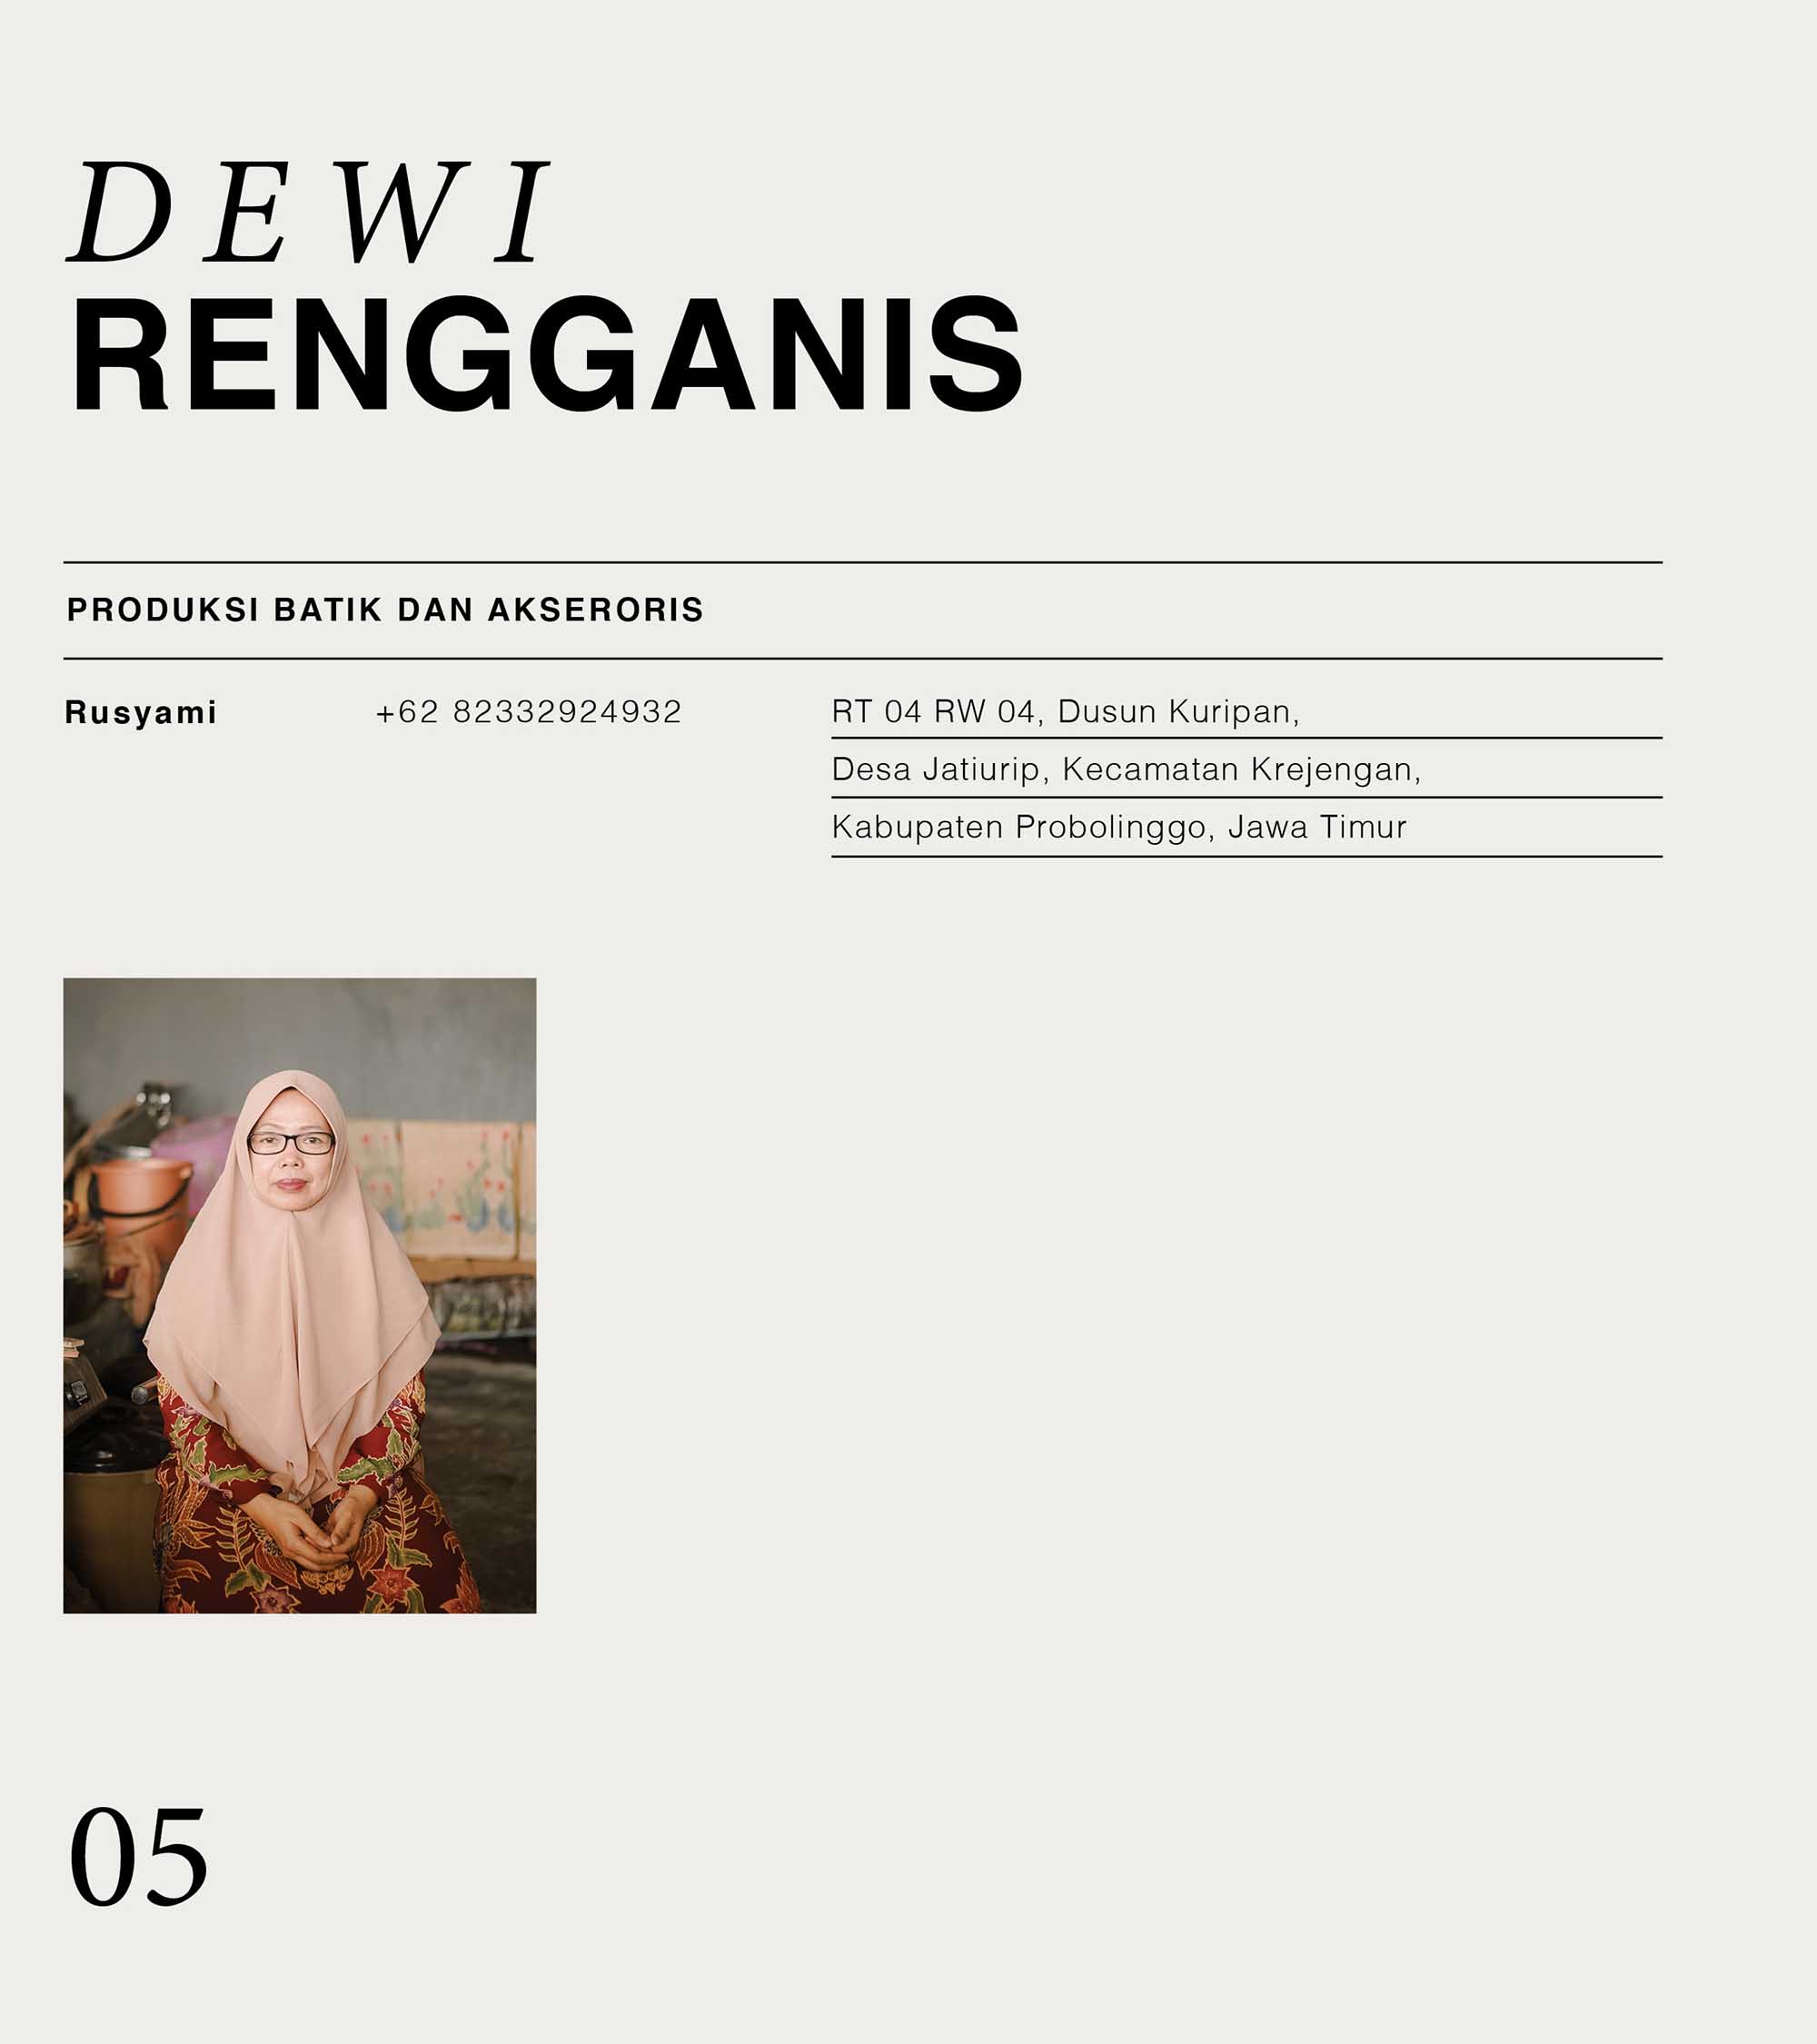 DEWI
RENGGANIS
PRODUKSI BATIK DAN AKSERORIS
Rusyami +62 82332924932 RT 04 RW 04, Dusun Kuripan,
Desa Jatiurip, Kecamatan Krejengan,
Kabupaten Probolinggo, Jawa Timur
05